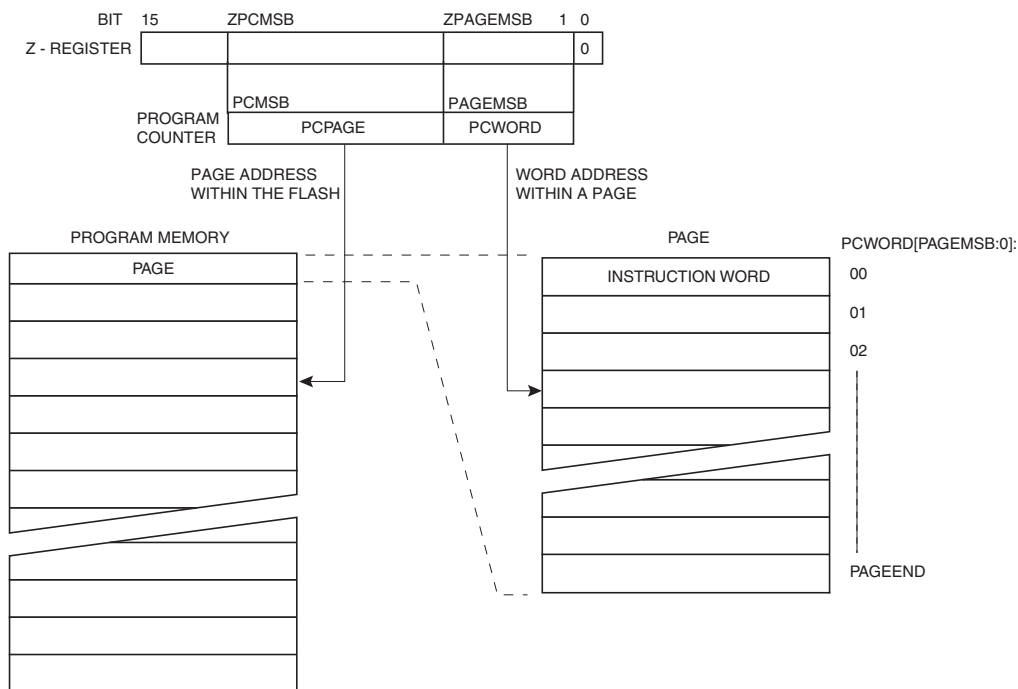 BIT 15 ZPCMSB ZPAGEMSB 1 0
Z - REGISTER 0
PCMSB PAGEMSB
PROGRAM
COUNTER
PCPAGE PCWORD
PAGE ADDRESS
WITHIN THE FLASH
WORD ADDRESS
WITHIN A PAGE
PROGRAM MEMORY
PAGE
PAGE
INSTRUCTION WORD
PCWORD[PAGEMSB:0]:
00
01
02
PAGEEND